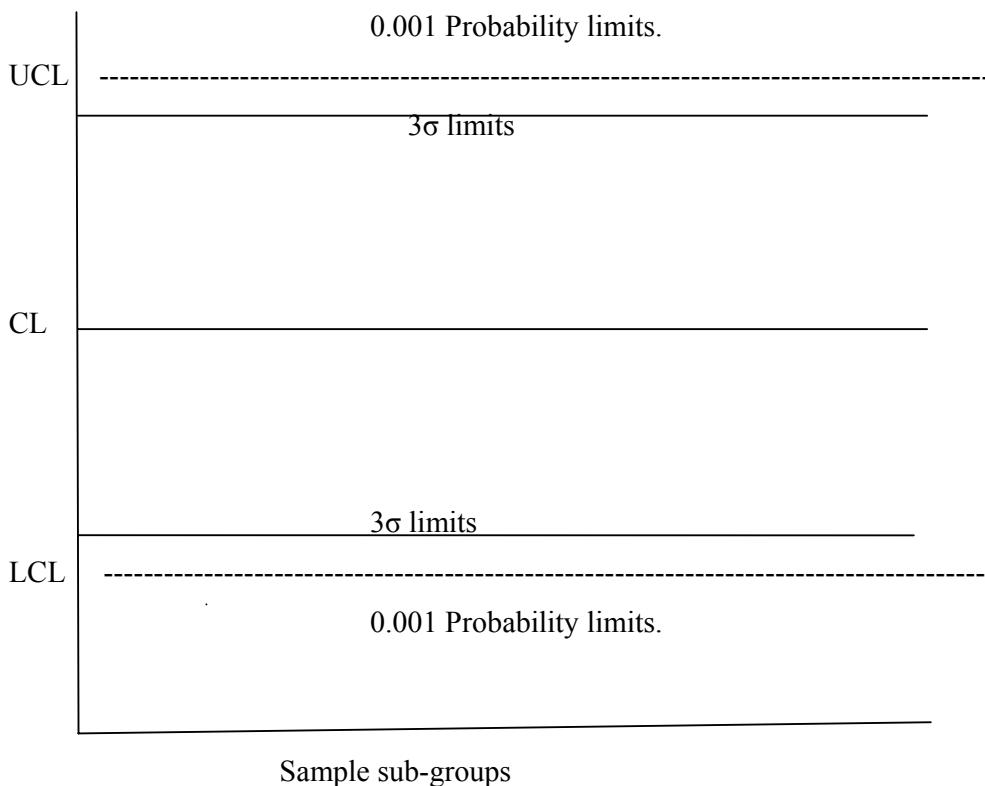 0.001 Probability limits.
UCL
3σ limits
CL
3σ limits
LCL
0.001 Probability limits.
Sample sub-groups